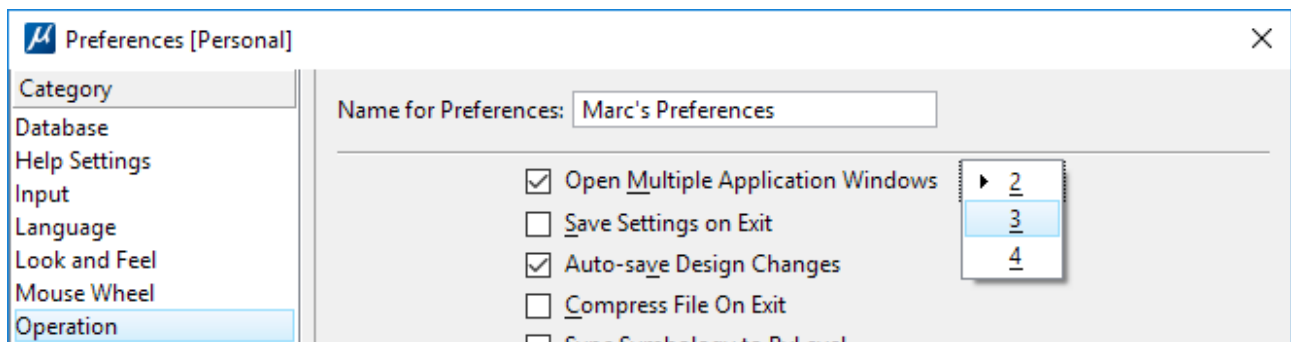 Preferences [Personal]
Category
Database
Help Settings
Input
Language
Look and Feel
Mouse Wheel
Operation
Name for Preferences: Marc's Preferences
Open Multiple Application Windows
2
3
4
Save Settings on Exit
Auto-save Design Changes
Compress File On Exit